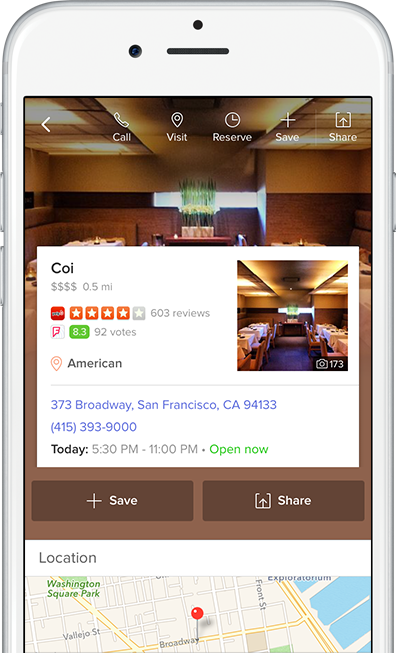 Call Visit Reserve Save Share
Coi
$$$$ 0.5 mi
603 reviews
8.3 92 votes
173
American
373 Broadway, San Francisco, CA 94133
(415) 393-9000
Today: 5:30 PM - 11:00 PM • Open now
Save Share
Location
Washington
Square Park
Exploratorium
Front St
Vallejo St
Broadway